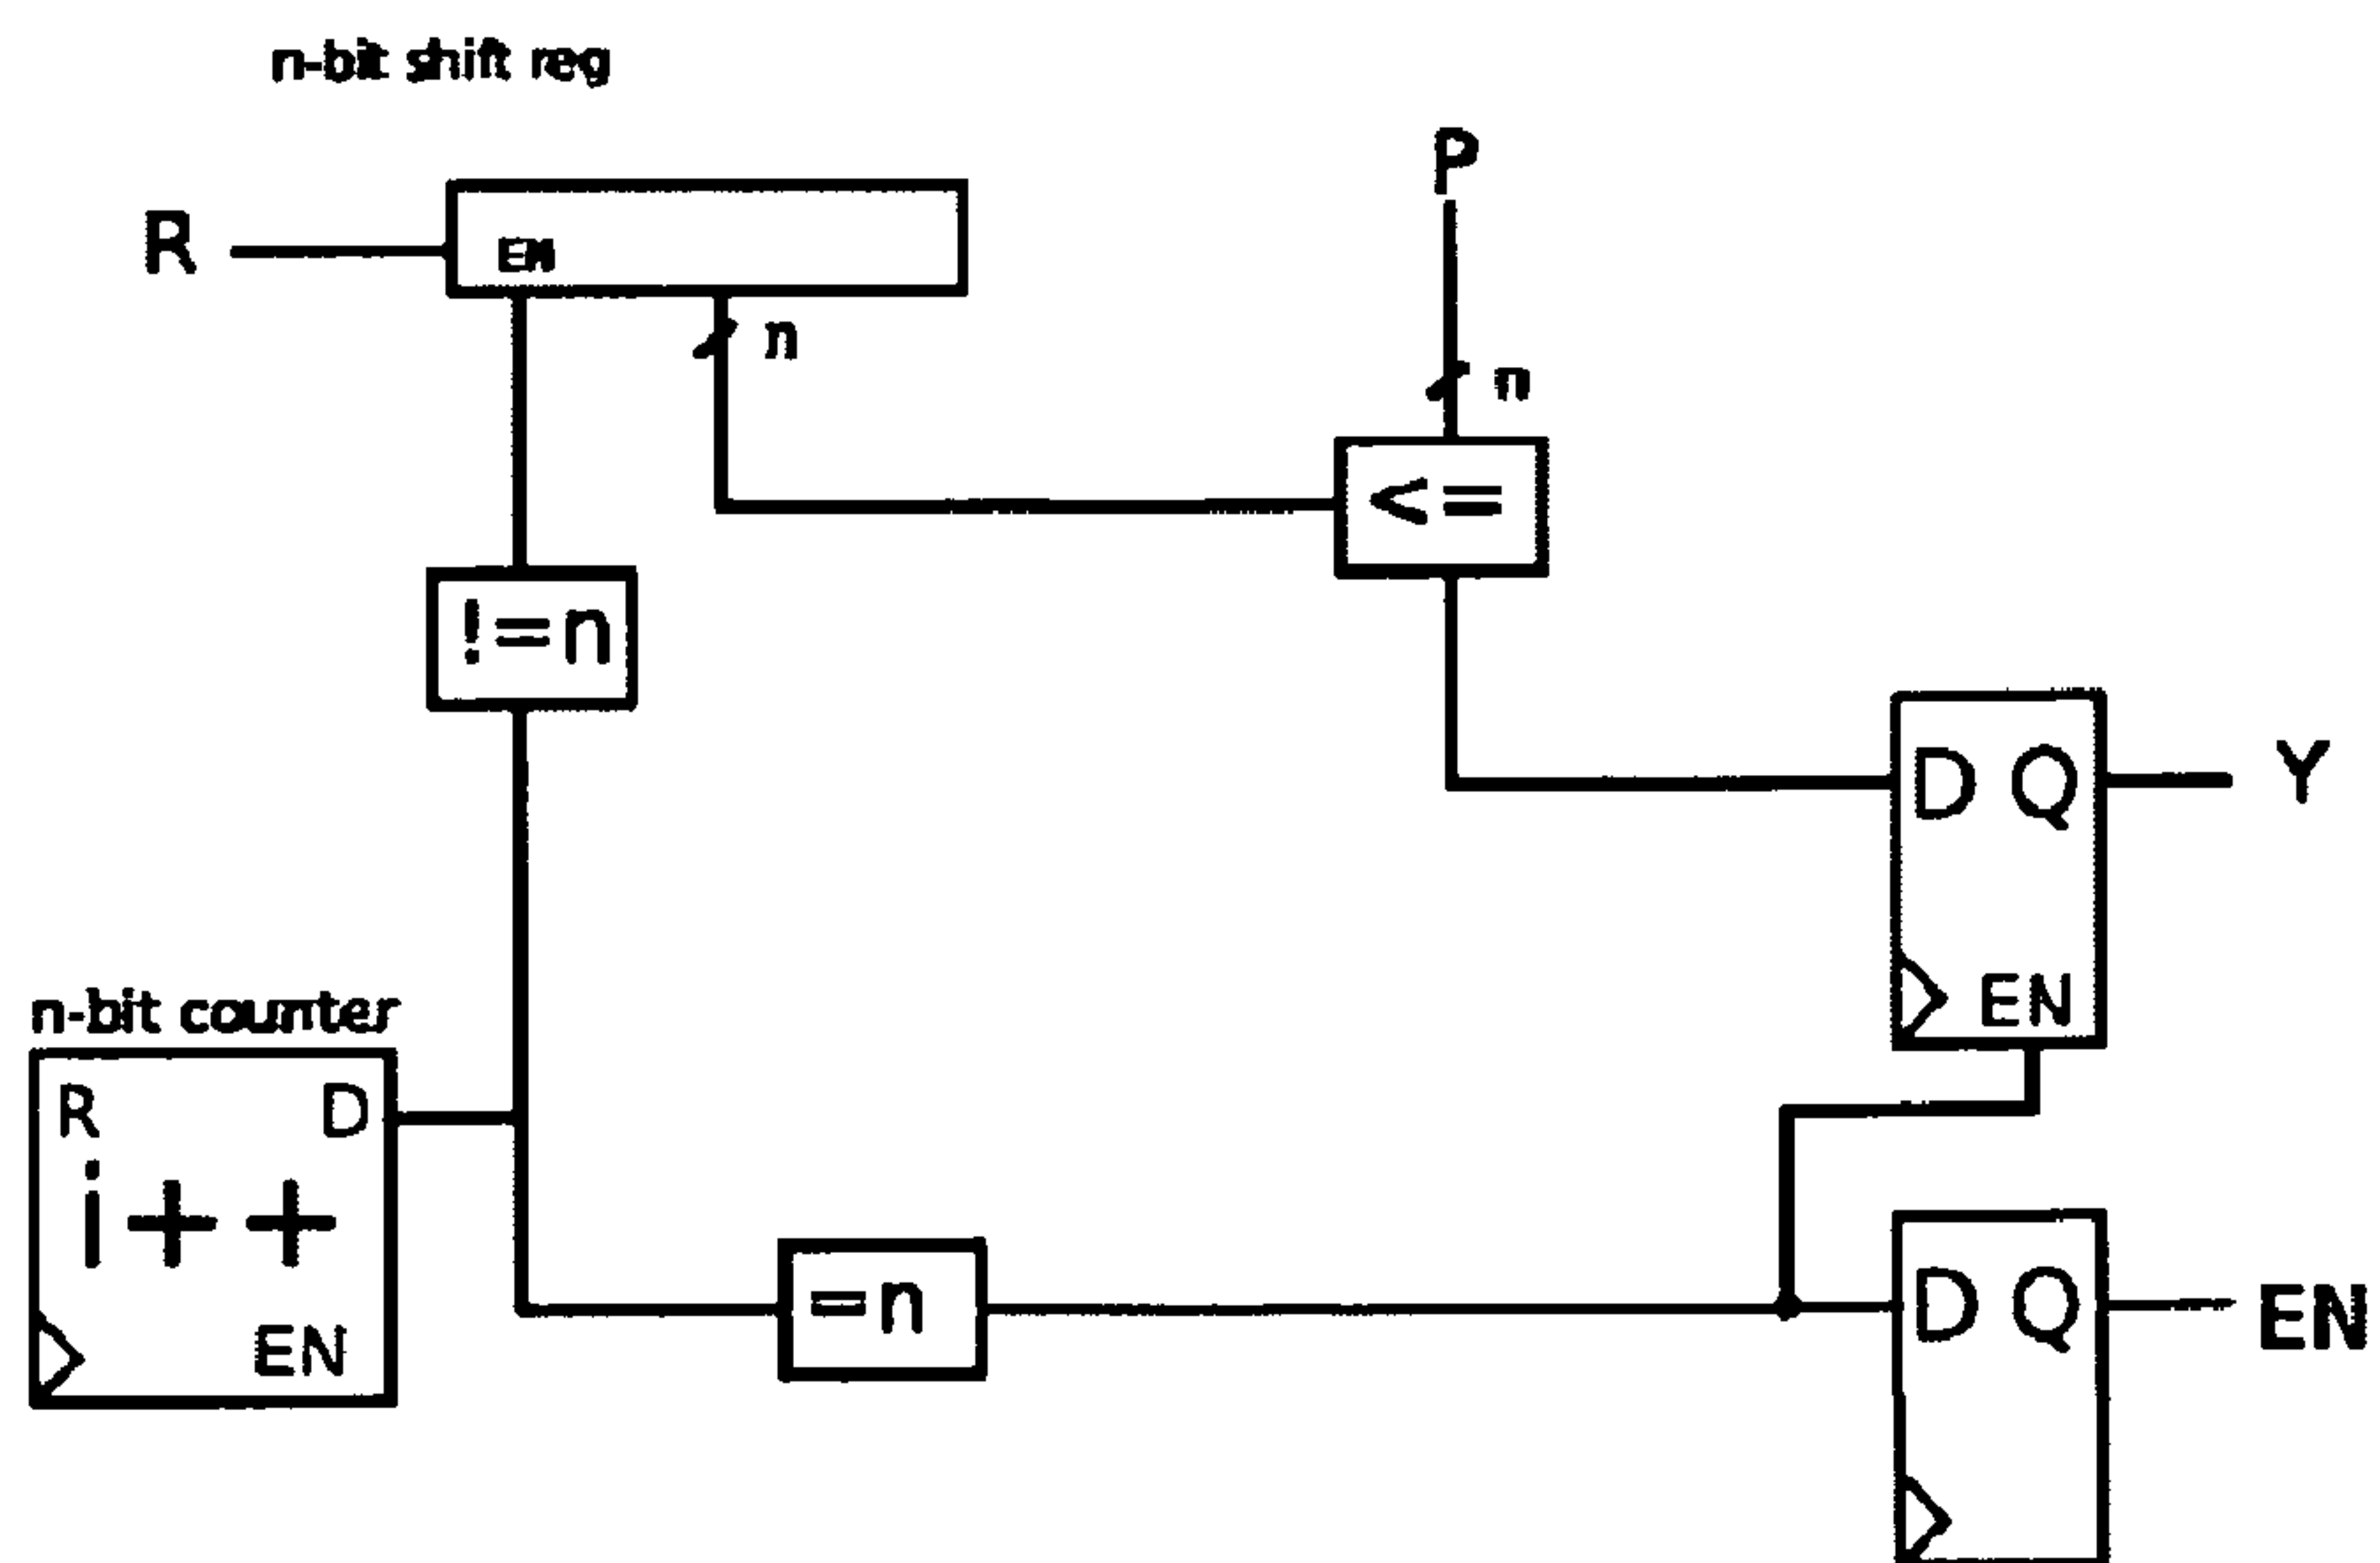 n-bit shift reg
P
R
EN
n
n
<=
!=n
D Q
Y
EN
n-bit counter
R D
i++
EN
=n
D Q
EN